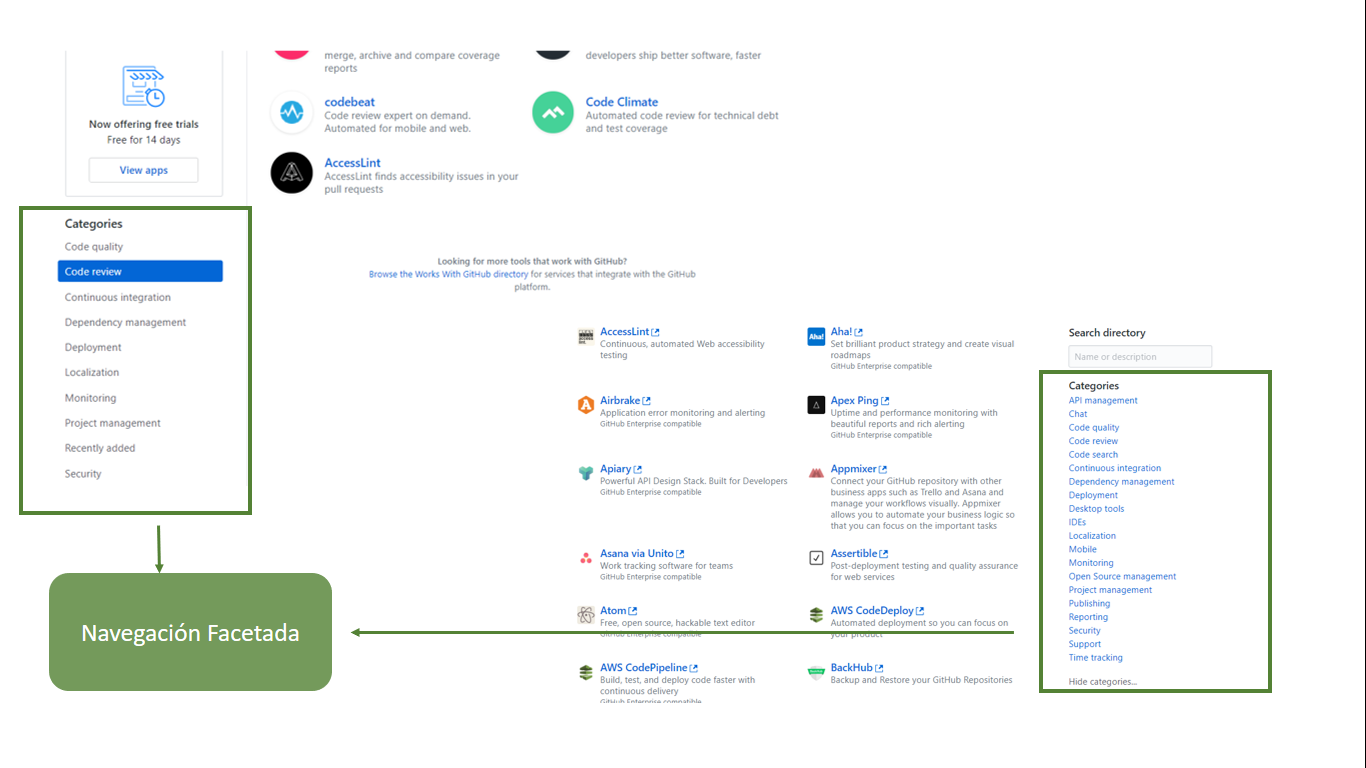 merge, archive and compare coverage
reports
developers ship better software, faster
Now offering free trials
Free for 14 days
View apps
codebeat
Code review expert on demand.
Automated for mobile and web.
Code Climate
Automated code review for technical debt
and test coverage
AccessLint
AccessLint finds accessibility issues in your
pull requests
Categories
Code quality
Code review
Continuous integration
Dependency management
Deployment
Localization
Monitoring
Project management
Recently added
Security
Looking for more tools that work with GitHub?
Browse the Works With GitHub directory for services that integrate with the GitHub
platform.
AccessLint
Continuous, automated Web accessibility
testing
Aha!
Aha!
Set brilliant product strategy and create visual
roadmaps
GitHub Enterprise compatible
Airbrake
Application error monitoring and alerting
GitHub Enterprise compatible
Apex Ping
Uptime and performance monitoring with
beautiful reports and rich alerting
GitHub Enterprise compatible
Apiary
Powerful API Design Stack. Built for Developers
GitHub Enterprise compatible
Appmixer
Connect your GitHub repository with other
business apps such as Trello and Asana and
manage your workflows visually. Appmixer
allows you to automate your business logic so
that you can focus on the important tasks
Asana via Unito
Work tracking software for teams
GitHub Enterprise compatible
Assertible
Post-deployment testing and quality assurance
for web services
Atom
Free, open source, hackable text editor
GitHub Enterprise compatible
AWS CodeDeploy
Automated deployment so you can focus on
your product
AWS CodePipeline
Build, test, and deploy code faster with
continuous delivery
GitHub Enterprise compatible
BackHub
Backup and Restore your GitHub Repositories
Search directory
Name or description
Categories
API management
Chat
Code quality
Code review
Code search
Continuous integration
Dependency management
Deployment
Desktop tools
IDEs
Localization
Mobile
Monitoring
Open Source management
Project management
Publishing
Reporting
Security
Support
Time tracking
Hide categories...
Navegación Facetada